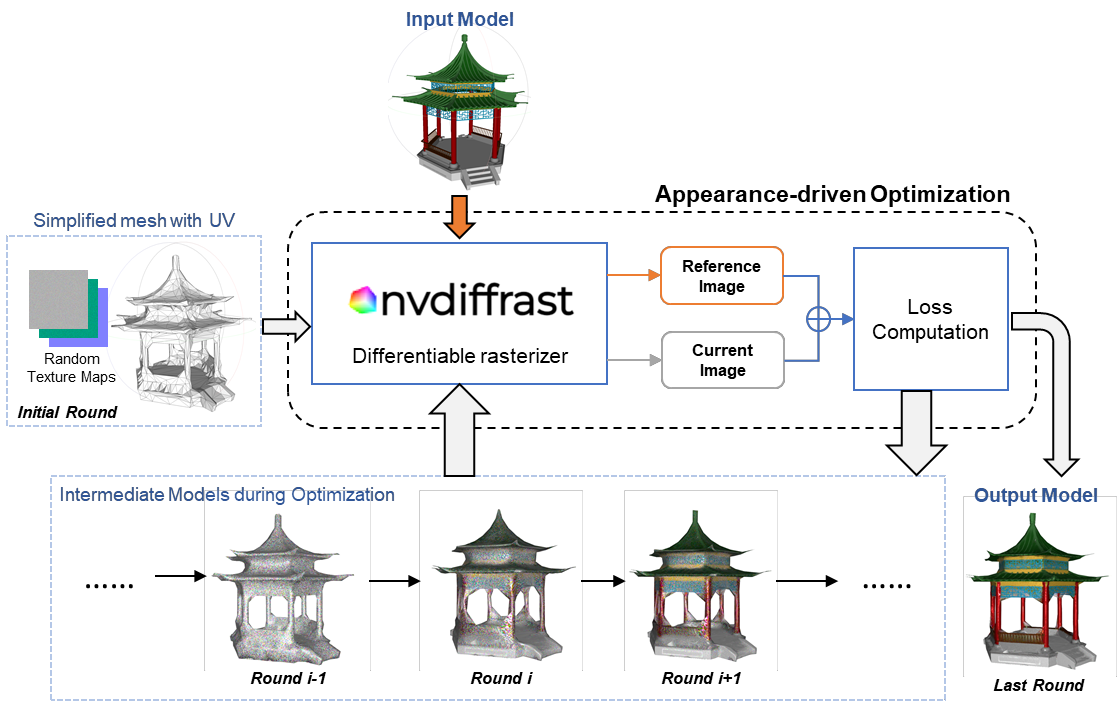 Input Model
Appearance-driven Optimization
Simplified mesh with UV
Random
Texture Maps
Initial Round
nvdiffrast
Differentiable rasterizer
Reference
Image
Current
Image
Loss
Computation
Intermediate Models during Optimization
......
Round i-1
Round i
Round i+1
......
Output Model
Last Round